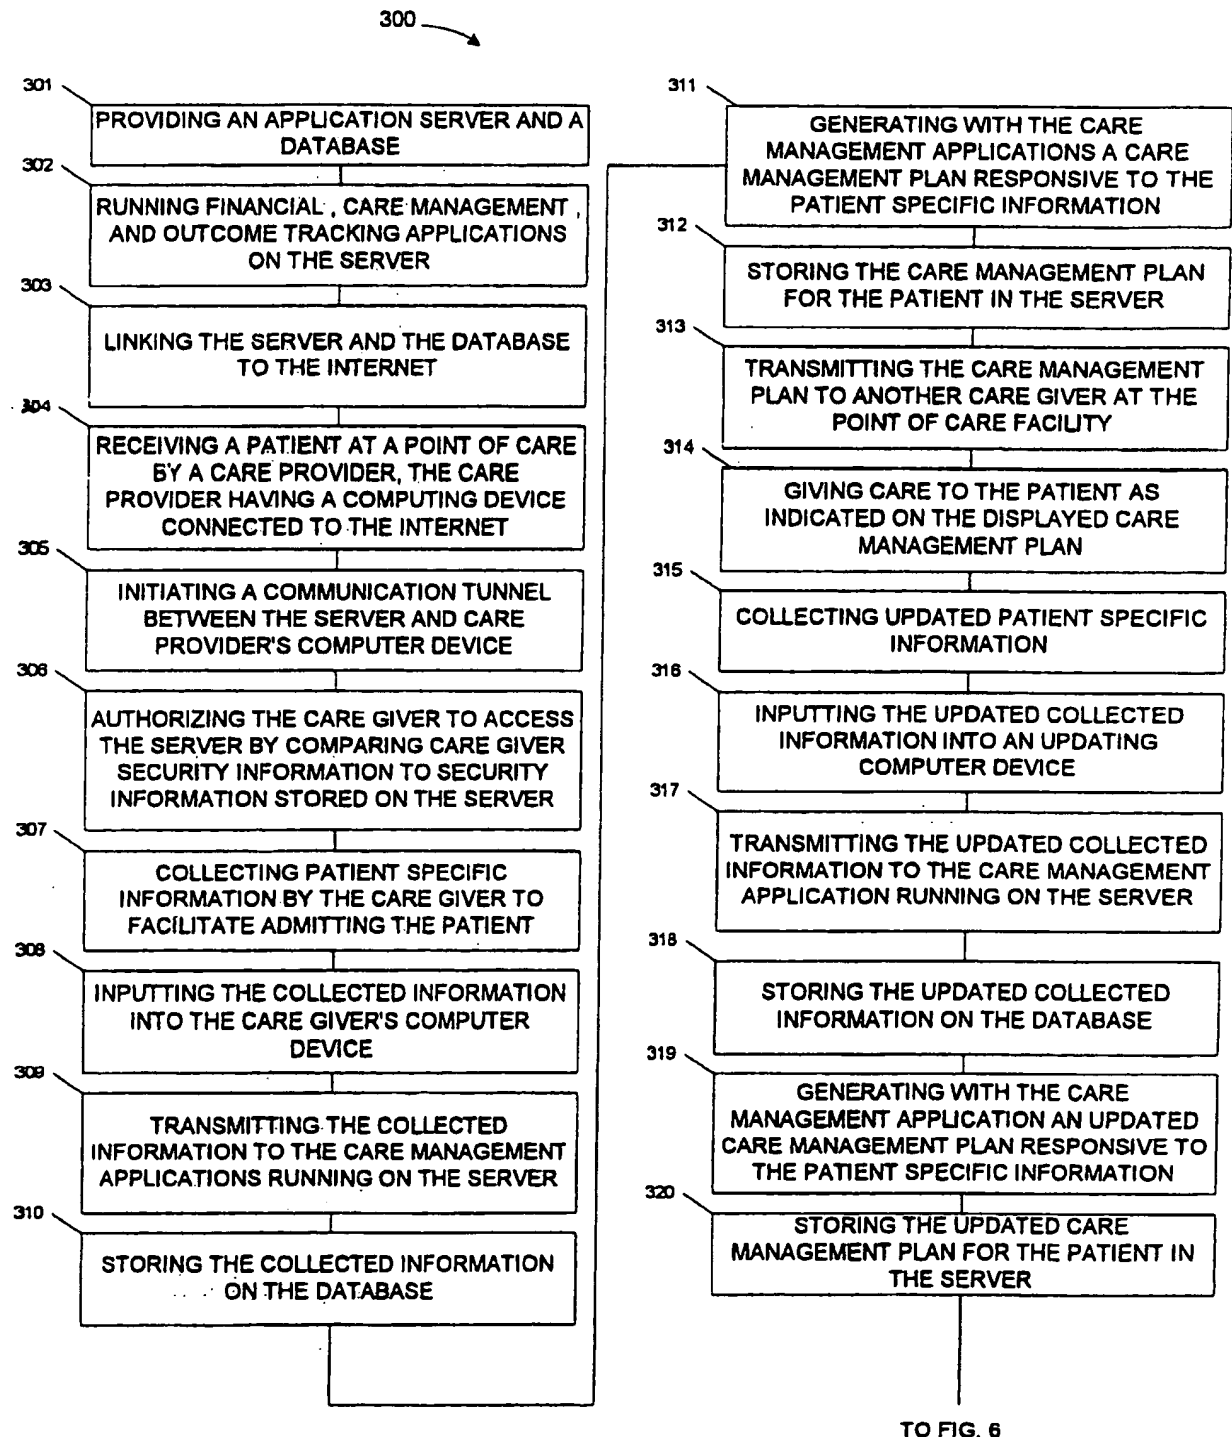 300
301
PROVIDING AN APPLICATION SERVER AND A
DATABASE
302
RUNNING FINANCIAL, CARE MANAGEMENT,
AND OUTCOME TRACKING APPLICATIONS
ON THE SERVER
303
LINKING THE SERVER AND THE DATABASE
TO THE INTERNET
304
RECEIVING A PATIENT AT A POINT OF CARE
BY A CARE PROVIDER, THE CARE
PROVIDER HAVING A COMPUTING DEVICE
CONNECTED TO THE INTERNET
305
INITIATING A COMMUNICATION TUNNEL
BETWEEN THE SERVER AND CARE
PROVIDER'S COMPUTER DEVICE
306
AUTHORIZING THE CARE GIVER TO ACCESS
THE SERVER BY COMPARING CARE GIVER
SECURITY INFORMATION TO SECURITY
INFORMATION STORED ON THE SERVER
307
COLLECTING PATIENT SPECIFIC
INFORMATION BY THE CARE GIVER TO
FACILITATE ADMITTING THE PATIENT
308
INPUTTING THE COLLECTED INFORMATION
INTO THE CARE GIVER'S COMPUTER
DEVICE
309
TRANSMITTING THE COLLECTED
INFORMATION TO THE CARE MANAGEMENT
APPLICATIONS RUNNING ON THE SERVER
310
STORING THE COLLECTED INFORMATION
ON THE DATABASE
311
GENERATING WITH THE CARE
MANAGEMENT APPLICATIONS A CARE
MANAGEMENT PLAN RESPONSIVE TO THE
PATIENT SPECIFIC INFORMATION
312
STORING THE CARE MANAGEMENT PLAN
FOR THE PATIENT IN THE SERVER
313
TRANSMITTING THE CARE MANAGEMENT
PLAN TO ANOTHER CARE GIVER AT THE
POINT OF CARE FACILITY
314
GIVING CARE TO THE PATIENT AS
INDICATED ON THE DISPLAYED CARE
MANAGEMENT PLAN
315
COLLECTING UPDATED PATIENT SPECIFIC
INFORMATION
316
INPUTTING THE UPDATED COLLECTED
INFORMATION INTO AN UPDATING
COMPUTER DEVICE
317
TRANSMITTING THE UPDATED COLLECTED
INFORMATION TO THE CARE MANAGEMENT
APPLICATION RUNNING ON THE SERVER
318
STORING THE UPDATED COLLECTED
INFORMATION ON THE DATABASE
319
GENERATING WITH THE CARE
MANAGEMENT APPLICATION AN UPDATED
CARE MANAGEMENT PLAN RESPONSIVE TO
THE PATIENT SPECIFIC INFORMATION
320
STORING THE UPDATED CARE
MANAGEMENT PLAN FOR THE PATIENT IN
THE SERVER
TO FIG. 6